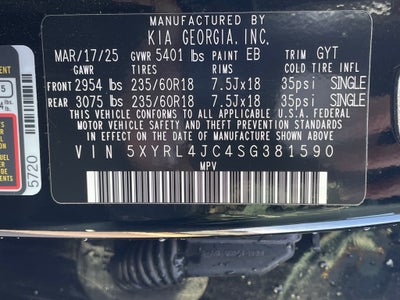 MANUFACTURED BY
KIA GEORGIA, INC.
MAR/17/25 GVWR 5401 lbs PAINT EB TRIM GYT
GAWR TIRES RIMS COLD TIRE INFL
FRONT 2954 lbs 235/60R18 7.5Jx18 35psi SINGLE
REAR 3075 lbs 235/60R18 7.5Jx18 35psi SINGLE
THIS VEHICLE CONFORMS TO ALL APPLICABLE U.S.A. FEDERAL
MOTOR VEHICLE SAFETY STANDARDS IN EFFECT ON THE DATE OF
MANUFACTURE SHOWN ABOVE.
VIN 5XYRL4JC4SG381590
MPV
5720